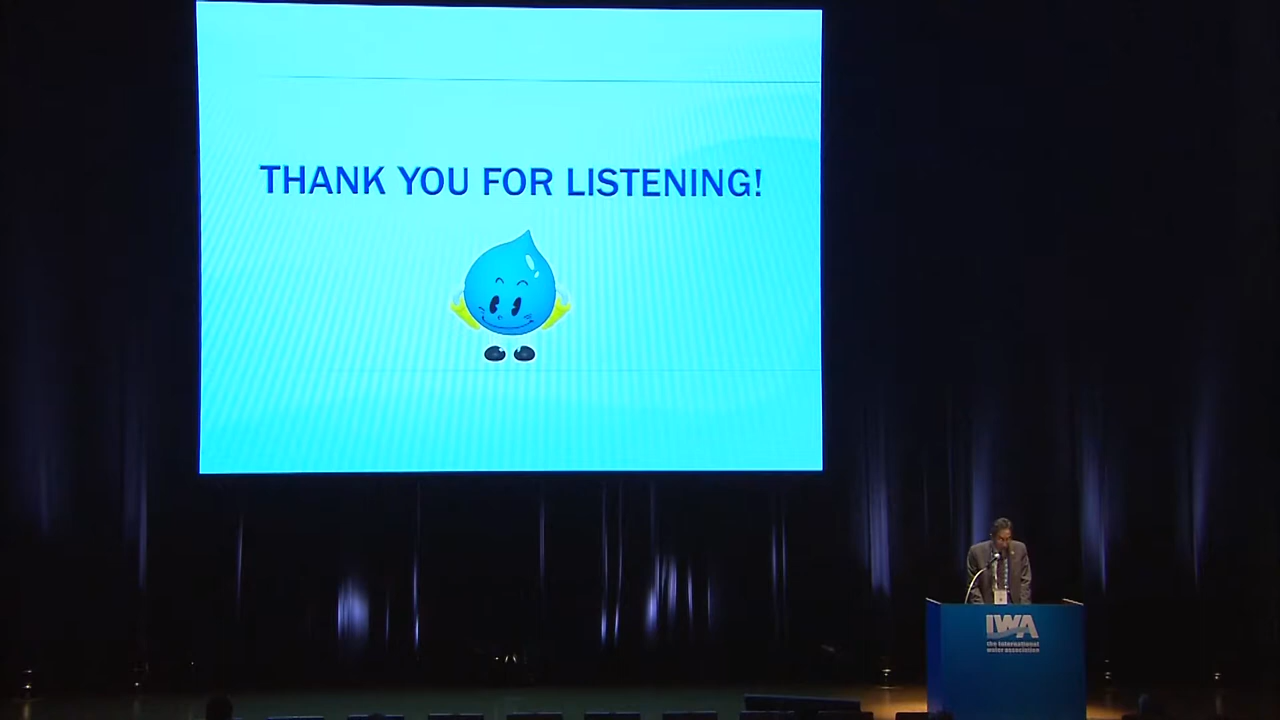 THANK YOU FOR LISTENING!
IWA
the international
water association